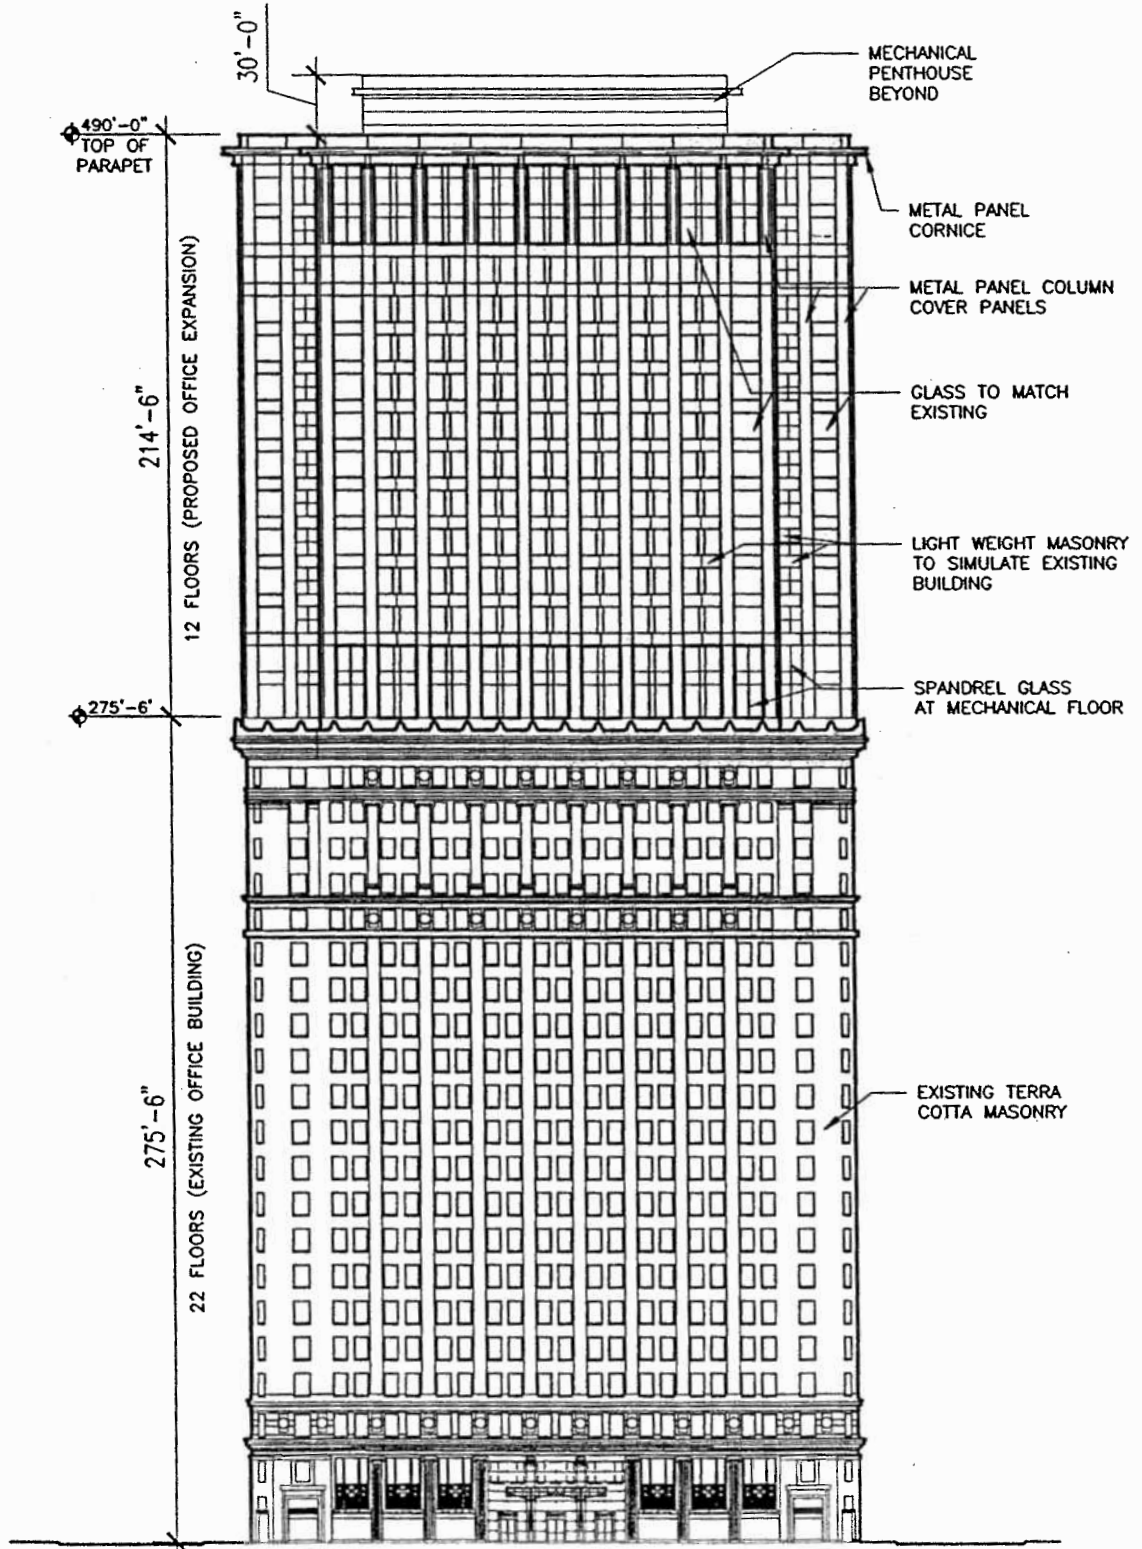 30'-0"
MECHANICAL
PENTHOUSE
BEYOND
490'-0"
TOP OF
PARAPET
METAL PANEL
CORNICE
METAL PANEL COLUMN
COVER PANELS
GLASS TO MATCH
EXISTING
214'-6"
12 FLOORS (PROPOSED OFFICE EXPANSION)
LIGHT WEIGHT MASONRY
TO SIMULATE EXISTING
BUILDING
SPANDREL GLASS
AT MECHANICAL FLOOR
275'-6'
275'-6"
22 FLOORS (EXISTING OFFICE BUILDING)
EXISTING TERRA
COTTA MASONRY